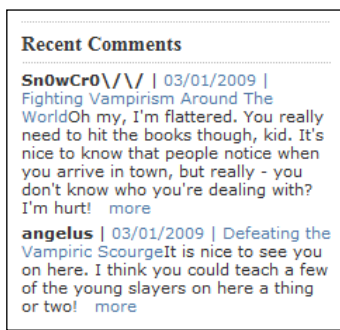 Recent Comments
Sn0wCr0\/\/ | 03/01/2009 |
Fighting Vampirism Around The
WorldOh my, I'm flattered. You really
need to hit the books though, kid. It's
nice to know that people notice when
you arrive in town, but really - you
don't know who you're dealing with?
I'm hurt! more
angelus | 03/01/2009 | Defeating the
Vampiric ScourgeIt is nice to see you
on here. I think you could teach a few
of the young slayers on here a thing
or two! more